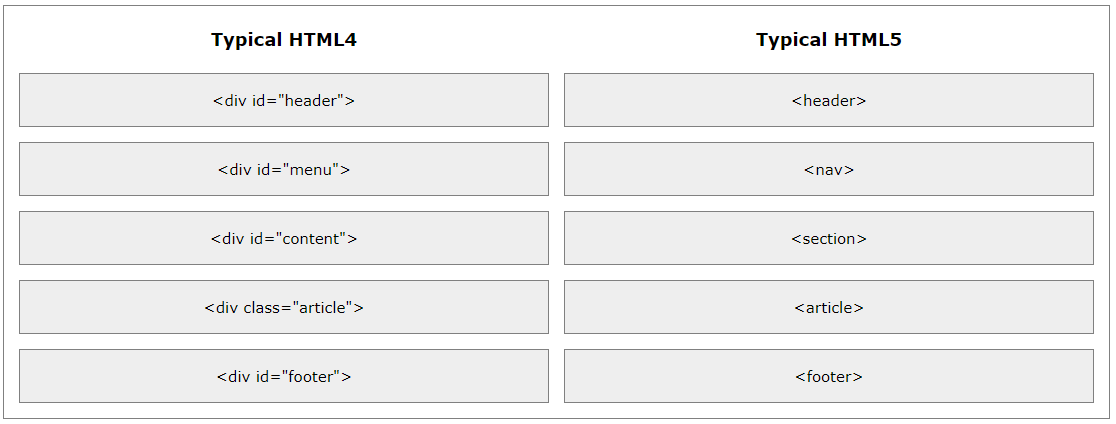 Typical HTML4 Typical HTML5
<div id="header"> <header>
<div id="menu"> <nav>
<div id="content"> <section>
<div class="article"> <article>
<div id="footer"> <footer>